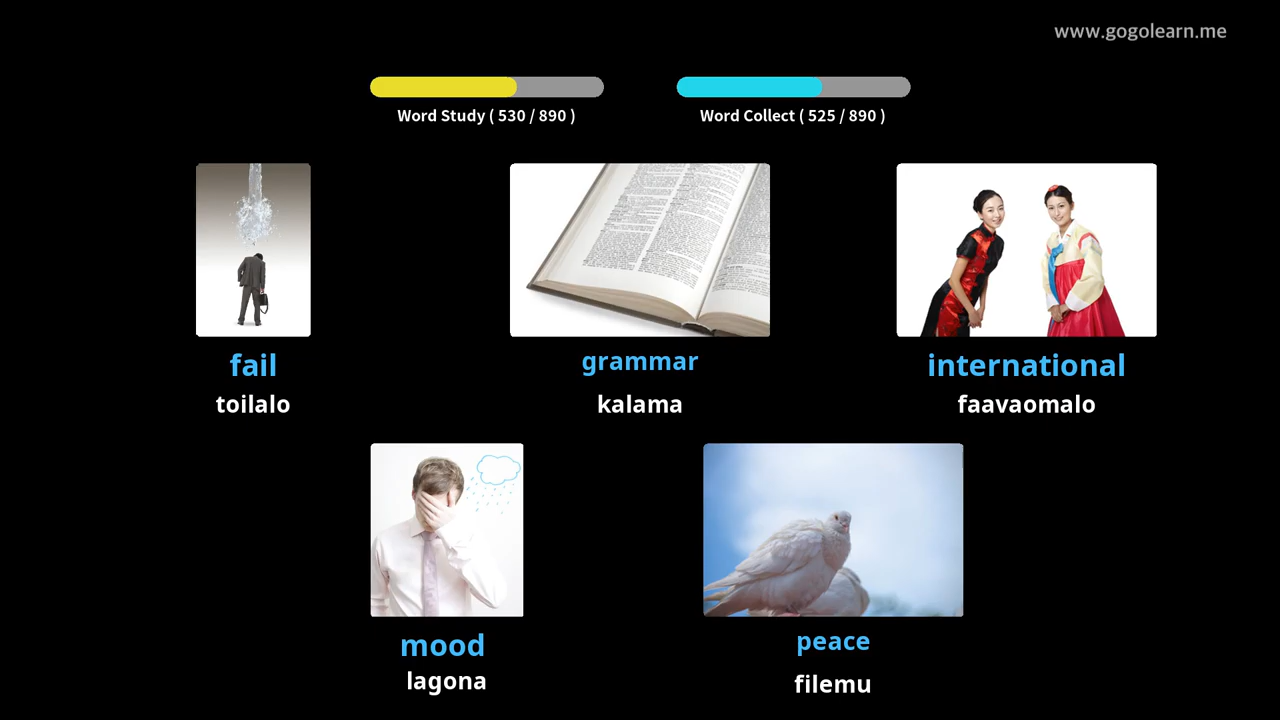 www.gogolearn.me
Word Study ( 530 / 890 )
Word Collect ( 525 / 890 )
fail
toilalo
grammar
kalama
international
faavaomalo
mood
lagona
peace
filemu